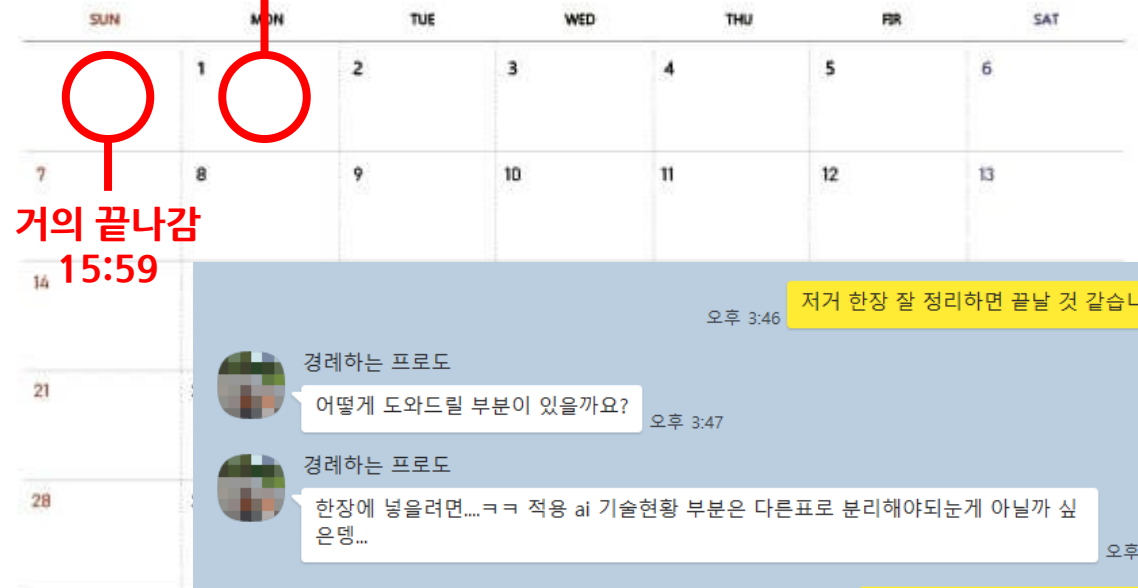 SUN MON TUE WED THU FIR SAT
1 2 3 4 5 6
7 8 9 10 11 12 13
거의 끝나감
15:59
14
저거 한장 잘 정리하면 끝날 것 같습
오후 3:46
경례하는 프로도
어떻게 도와드릴 부분이 있을까요?
오후 3:47
21
경례하는 프로도
한장에 넣을려면....ㅋㅋ 적용 ai 기술현황 부분은 다른표로 분리해야되눈게 아닐까 싶
은뎅...
오후
28